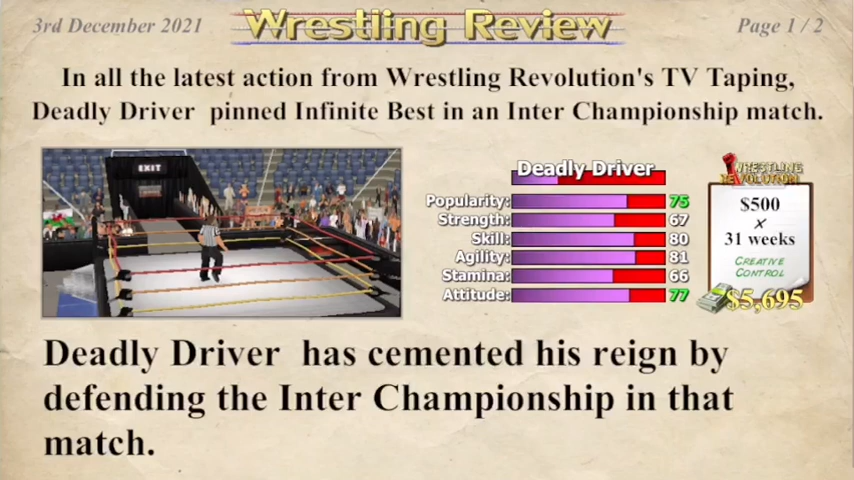 3rd December 2021
Wrestling Review
Page 1 / 2
In all the latest action from Wrestling Revolution's TV Taping,
Deadly Driver pinned Infinite Best in an Inter Championship match.
EXIT
Deadly Driver
Popularity: 75
Strength: 67
Skill: 80
Agility: 81
Stamina: 66
Attitude: 77
WRESTLING
REVOLUTION
$500
x
31 weeks
CREATIVE
CONTROL
$5,695
Deadly Driver has cemented his reign by
defending the Inter Championship in that
match.